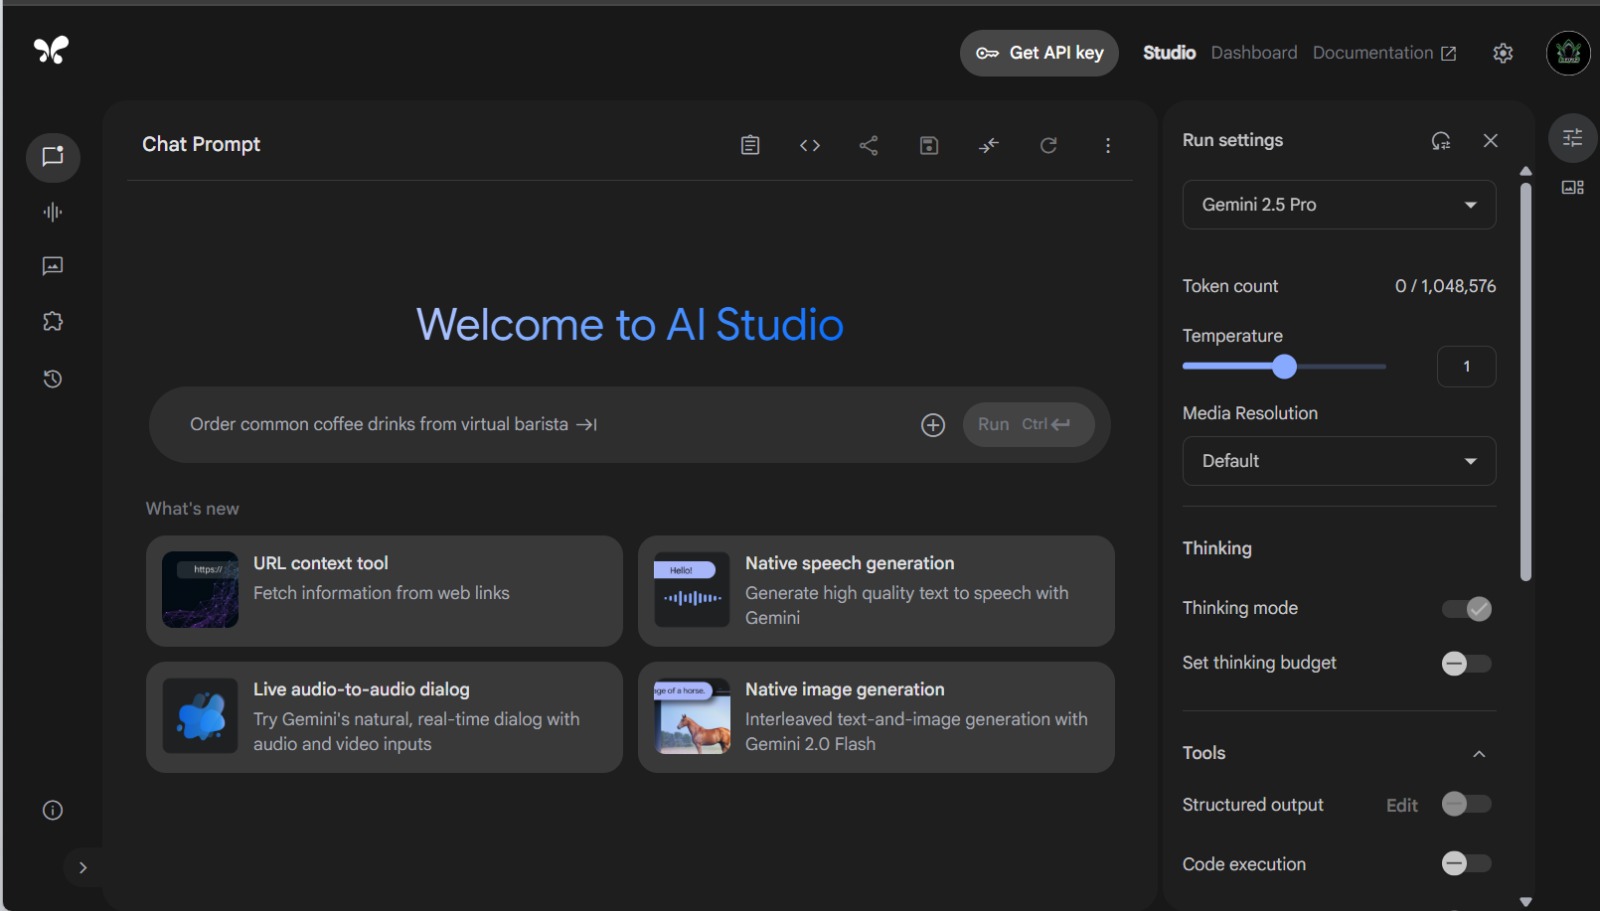 Get API key
Studio
Dashboard
Documentation
Chat Prompt
Run settings
Gemini 2.5 Pro
Token count
0 / 1,048,576
Temperature
1
Media Resolution
Default
Welcome to AI Studio
Order common coffee drinks from virtual barista
Run Ctrl
What's new
https://
URL context tool
Fetch information from web links
Hello!
Native speech generation
Generate high quality text to speech with
Gemini
Live audio-to-audio dialog
Try Gemini's natural, real-time dialog with
audio and video inputs
ge of a horse.
Native image generation
Interleaved text-and-image generation with
Gemini 2.0 Flash
Thinking
Thinking mode
Set thinking budget
Tools
Structured output
Edit
Code execution